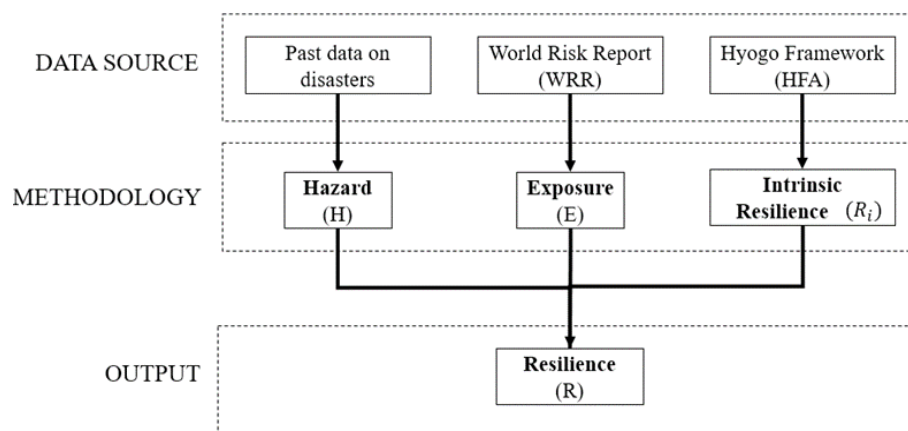 DATA SOURCE
Past data on
disasters
World Risk Report
(WRR)
Hyogo Framework
(HFA)
METHODOLOGY
Hazard
(H)
Exposure
(E)
Intrinsic
Resilience (Rᵢ)
OUTPUT
Resilience
(R)